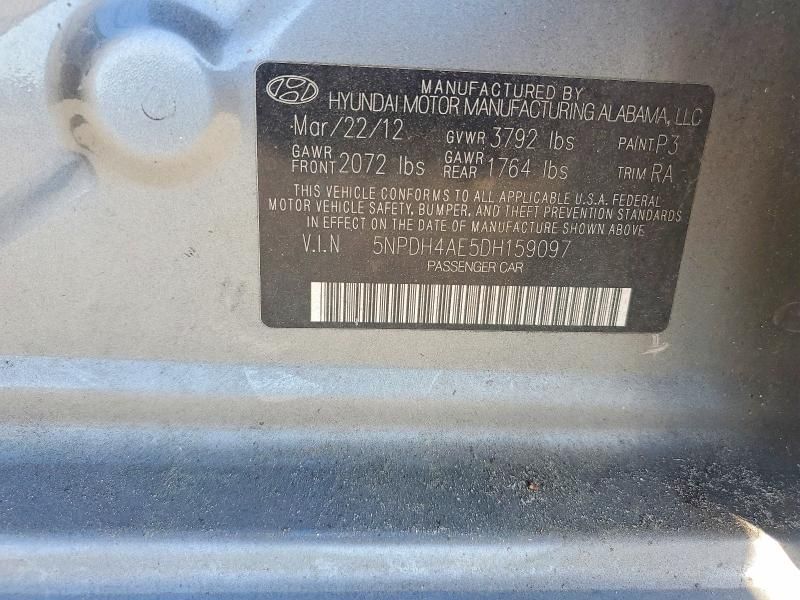 MANUFACTURED BY
HYUNDAI MOTOR MANUFACTURING ALABAMA, LLC
Mar/22/12 GVWR 3792 lbs PAINT P3
GAWR FRONT 2072 lbs GAWR REAR 1764 lbs TRIM RA
THIS VEHICLE CONFORMS TO ALL APPLICABLE U.S.A. FEDERAL
MOTOR VEHICLE SAFETY, BUMPER, AND THEFT PREVENTION STANDARDS
IN EFFECT ON THE DATE OF MANUFACTURE SHOWN ABOVE.
V.I.N 5NPDH4AE5DH159097
PASSENGER CAR